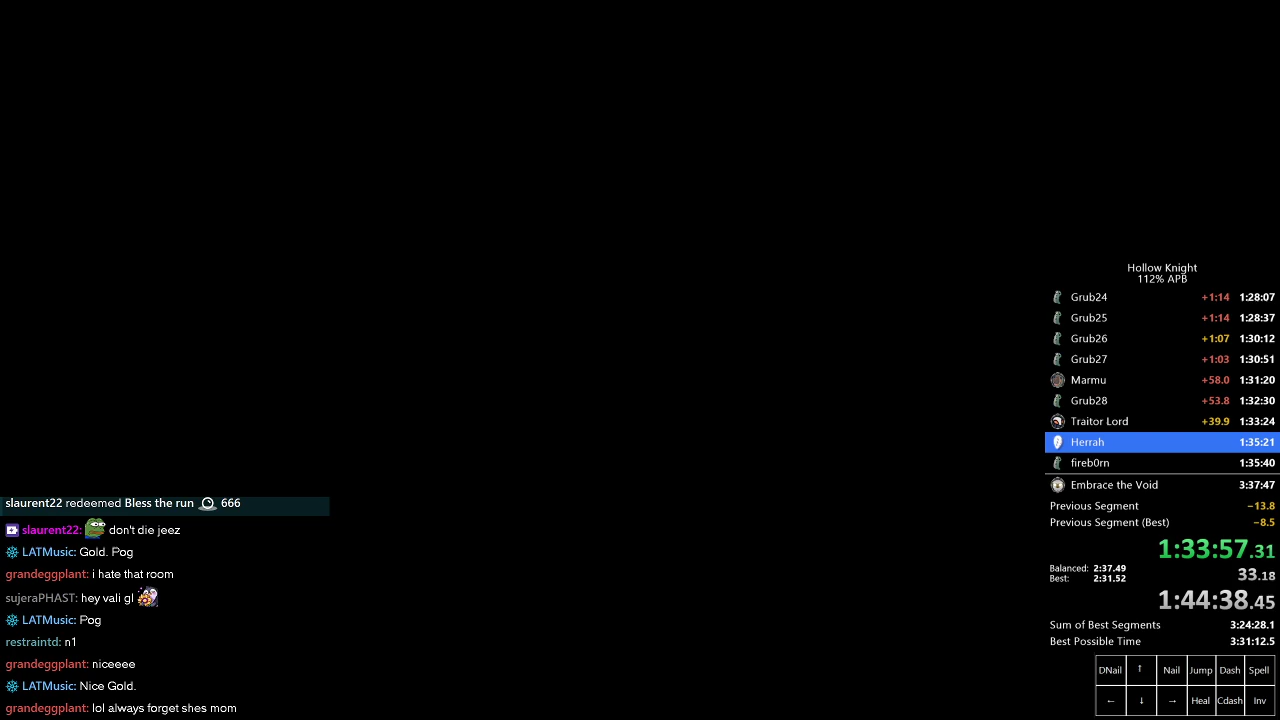 Hollow Knight
112% APB
Grub24 +1:14 1:28:07
Grub25 +1:14 1:28:37
Grub26 +1:07 1:30:12
Grub27 +1:03 1:30:51
Marmu +58.0 1:31:20
Grub28 +53.8 1:32:30
Traitor Lord +39.9 1:33:24
Herrah 1:35:21
fireb0rn 1:35:40
Embrace the Void 3:37:47
Previous Segment −13.8
Previous Segment (Best) −8.5
1:33:57.31
Balanced: 2:37.49
Best: 2:31.52
33.18
1:44:38.45
Sum of Best Segments 3:24:28.1
Best Possible Time 3:31:12.5
DNail ↑ Nail Jump Dash Spell
← ↓ → Heal Cdash Inv
slaurent22 redeemed Bless the run 666
slaurent22: don't die jeez
LATMusic: Gold. Pog
grandeggplant: i hate that room
sujeraPHAST: hey vali gl
LATMusic: Pog
restraintd: n1
grandeggplant: niceeee
LATMusic: Nice Gold.
grandeggplant: lol always forget shes mom